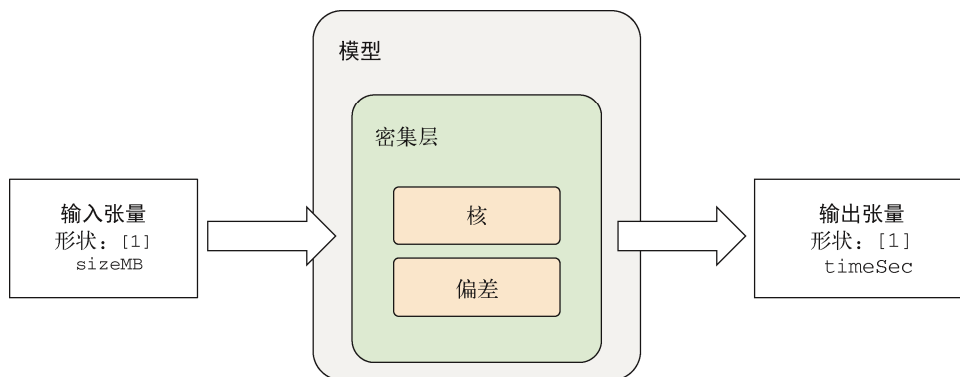 模型
密集层
输入张量
形状：[1]
sizeMB
核
偏差
输出张量
形状：[1]
timeSec